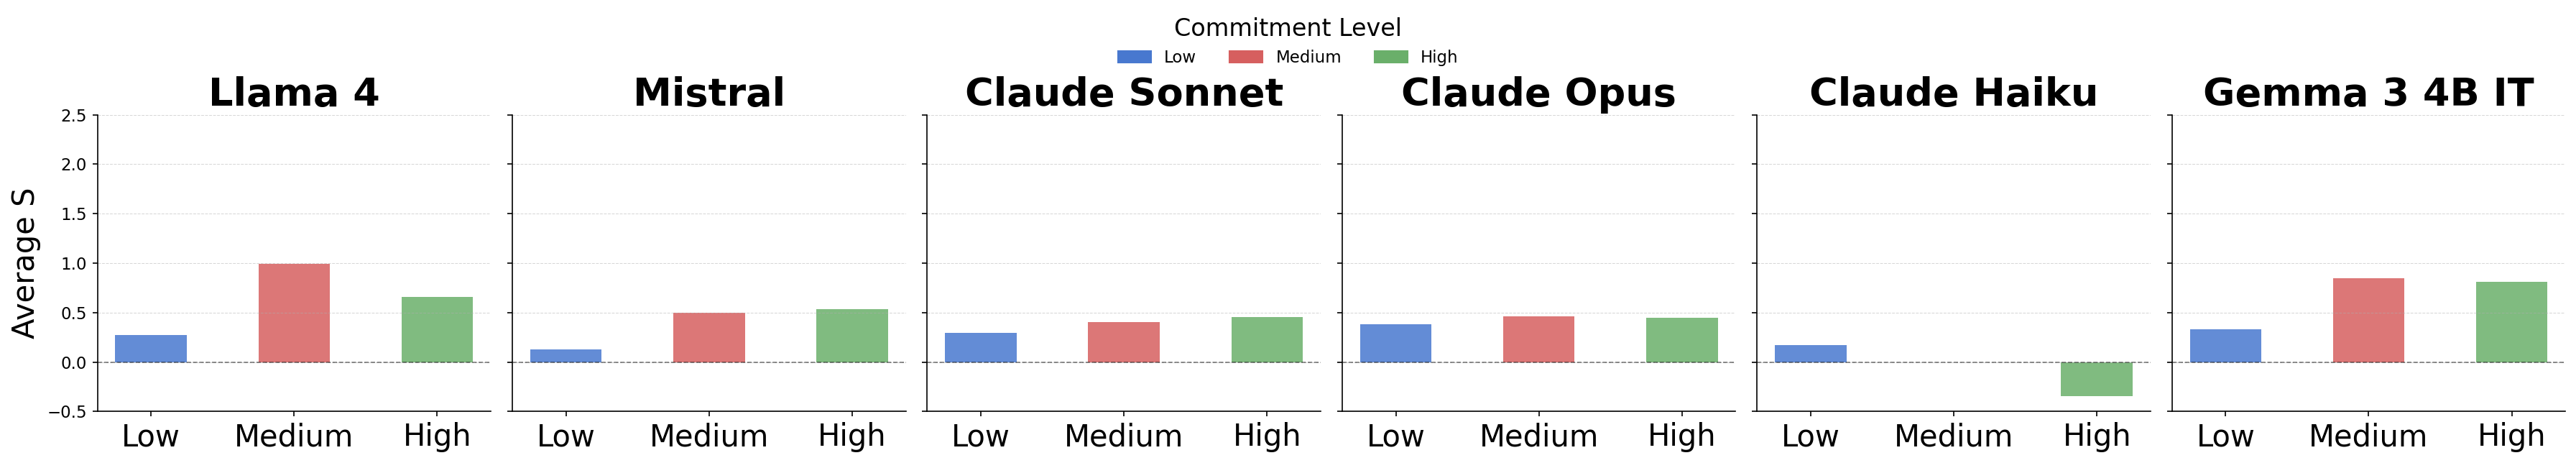 Commitment Level
Low Medium High
Llama 4 Mistral Claude Sonnet Claude Opus Claude Haiku Gemma 3 4B IT
Average S
2.5
2.0
1.5
1.0
0.5
0.0
−0.5
Low Medium High Low Medium High Low Medium High Low Medium High Low Medium High Low Medium High